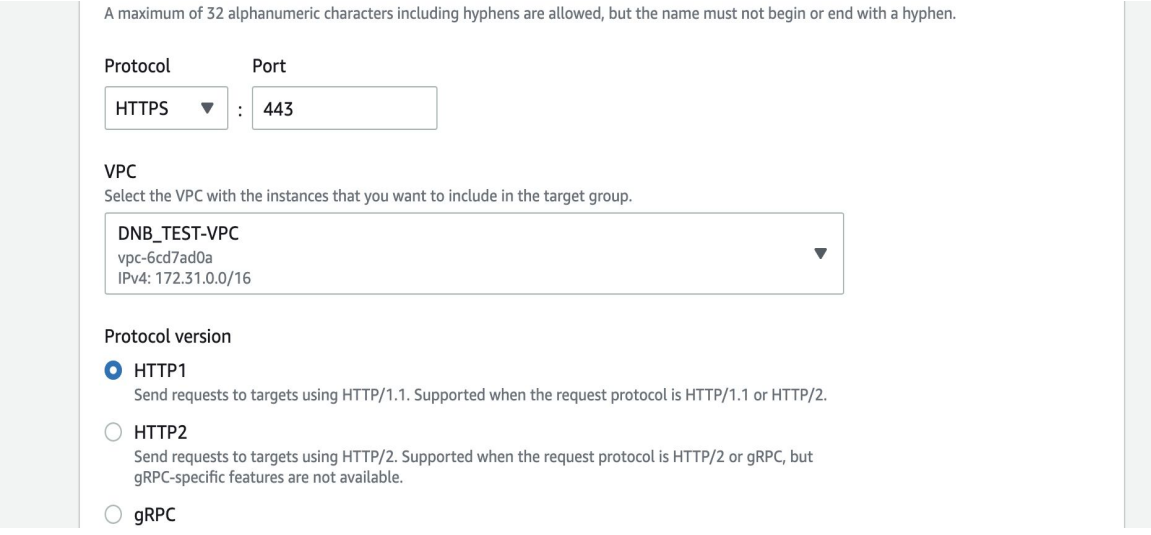 A maximum of 32 alphanumeric characters including hyphens are allowed, but the name must not begin or end with a hyphen.
Protocol Port
HTTPS : 443
VPC
Select the VPC with the instances that you want to include in the target group.
DNB_TEST-VPC
vpc-6cd7ad0a
IPv4: 172.31.0.0/16
Protocol version
HTTP1
Send requests to targets using HTTP/1.1. Supported when the request protocol is HTTP/1.1 or HTTP/2.
HTTP2
Send requests to targets using HTTP/2. Supported when the request protocol is HTTP/2 or gRPC, but
gRPC-specific features are not available.
gRPC